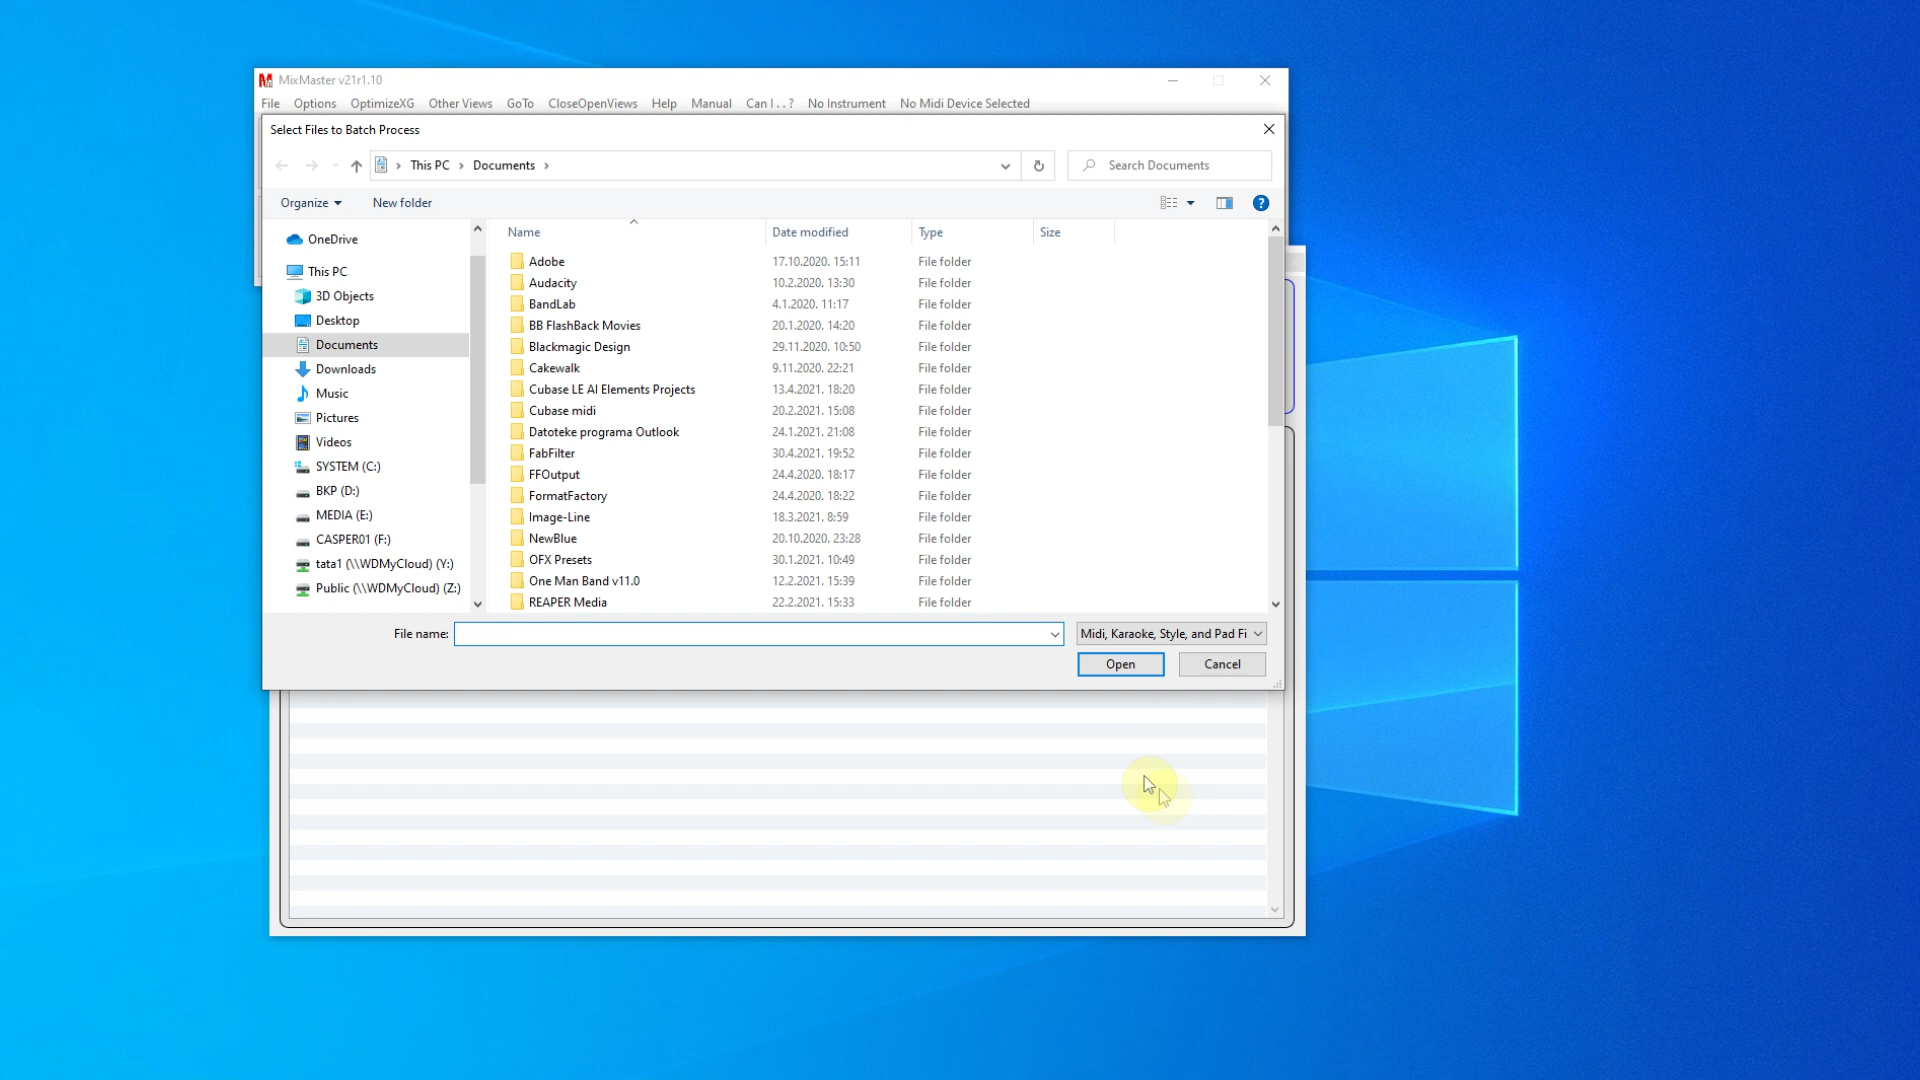 MixMaster v21r1.10
File Options OptimizeXG Other Views GoTo CloseOpenViews Help Manual Can I . . ? No Instrument No Midi Device Selected
Select Files to Batch Process
This PC > Documents >
Search Documents
Organize New folder
OneDrive
This PC
3D Objects
Desktop
Documents
Downloads
Music
Pictures
Videos
SYSTEM (C:)
BKP (D:)
MEDIA (E:)
CASPER01 (F:)
tata1 (\\WDMyCloud) (Y:)
Public (\\WDMyCloud) (Z:)
Name Date modified Type Size
Adobe 17.10.2020. 15:11 File folder
Audacity 10.2.2020. 13:30 File folder
BandLab 4.1.2020. 11:17 File folder
BB FlashBack Movies 20.1.2020. 14:20 File folder
Blackmagic Design 29.11.2020. 10:50 File folder
Cakewalk 9.11.2020. 22:21 File folder
Cubase LE AI Elements Projects 13.4.2021. 18:20 File folder
Cubase midi 20.2.2021. 15:08 File folder
Datoteke programa Outlook 24.1.2021. 21:08 File folder
FabFilter 30.4.2021. 19:52 File folder
FFOutput 24.4.2020. 18:17 File folder
FormatFactory 24.4.2020. 18:22 File folder
Image-Line 18.3.2021. 8:59 File folder
NewBlue 20.10.2020. 23:28 File folder
OFX Presets 30.1.2021. 10:49 File folder
One Man Band v11.0 12.2.2021. 15:39 File folder
REAPER Media 22.2.2021. 15:33 File folder
File name: Midi, Karaoke, Style, and Pad Fi
Open Cancel